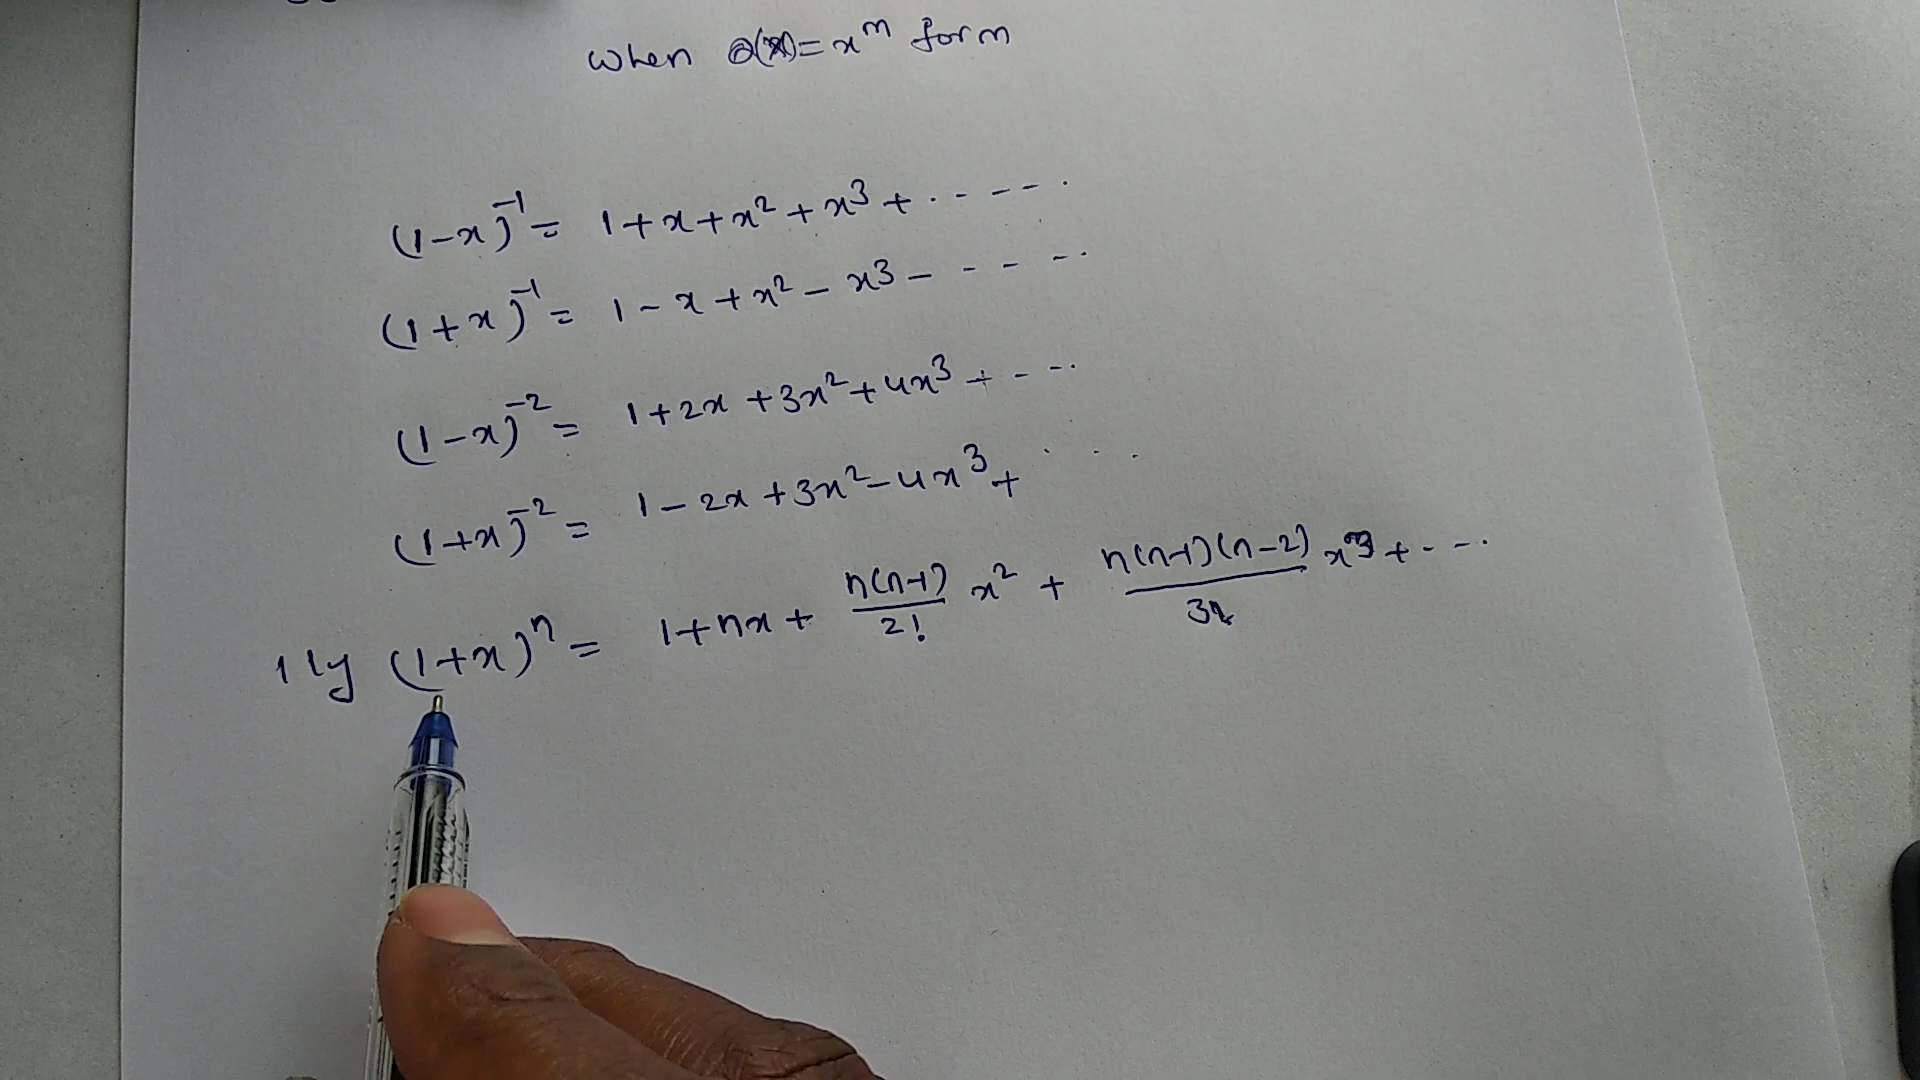 When Q(x)=x^m form
(1-x)^-1 = 1+x+x^2+x^3+.-----.
(1+x)^-1 = 1-x+x^2-x^3-----.
(1-x)^-2 = 1+2x+3x^2+4x^3+---.
(1+x)^-2 = 1-2x+3x^2-4x^3+...
lly (1+x)^n = 1+nx+ n(n-1)/2! x^2 + n(n-1)(n-2)/3! x^3+.--.